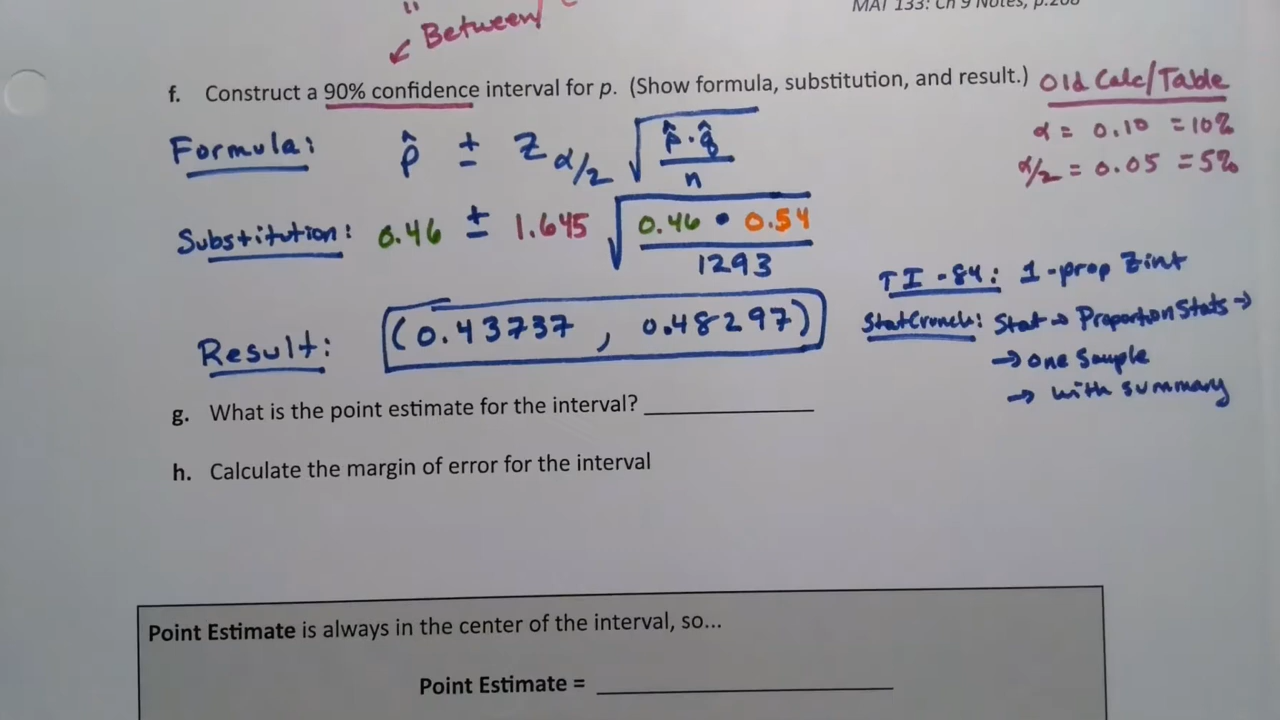 MAT 133: Ch 9 Notes, p.208
"
Between
f. Construct a 90% confidence interval for p. (Show formula, substitution, and result.) Old Calc/Table
α = 0.10 = 10%
α/2 = 0.05 = 5%
Formula: p̂ ± Z α/2 √ p̂·q̂ / n
Substitution: 0.46 ± 1.645 √ 0.46 • 0.54 / 1293
TI-84: 1-prop Zint
StatCrunch: Stat → Proportion Stats →
→ one Sample
→ with summary
Result: (0.43737, 0.48297)
g. What is the point estimate for the interval? ______________
h. Calculate the margin of error for the interval
Point Estimate is always in the center of the interval, so...
Point Estimate = ______________